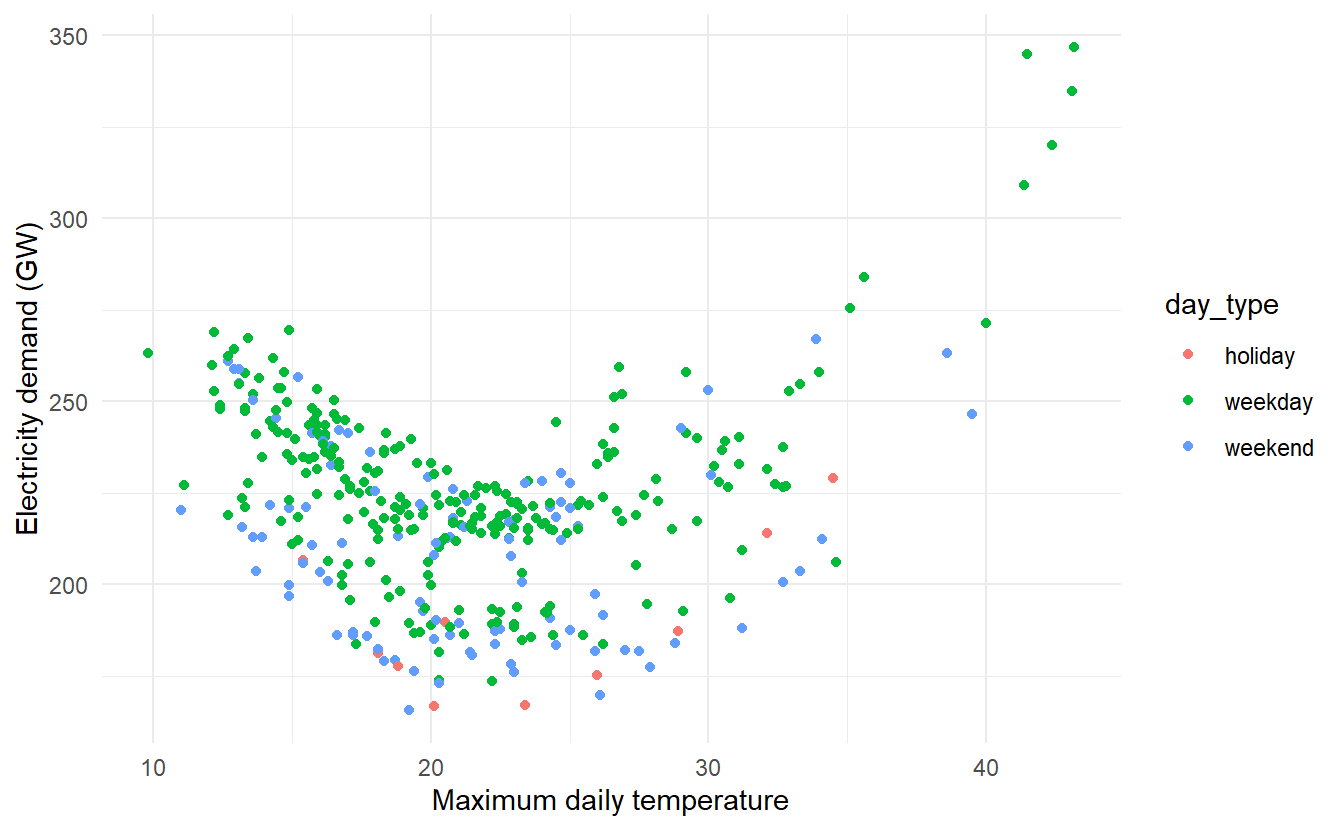 350
300
250
200
Electricity demand (GW)
10 20 30 40
Maximum daily temperature
day_type
holiday
weekday
weekend